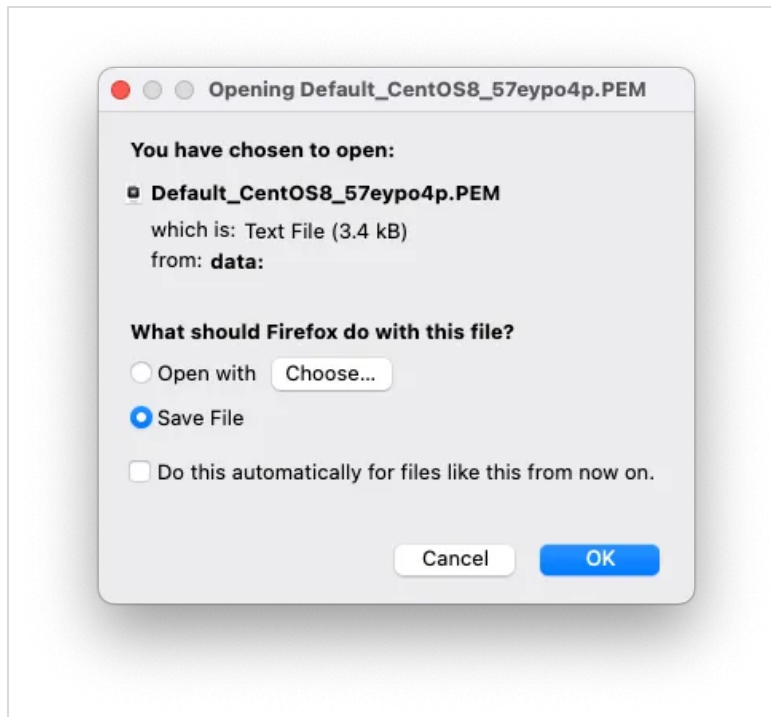 Opening Default_CentOS8_57eypo4p.PEM
You have chosen to open:
Default_CentOS8_57eypo4p.PEM
which is: Text File (3.4 kB)
from: data:
What should Firefox do with this file?
Open with Choose...
Save File
Do this automatically for files like this from now on.
Cancel OK